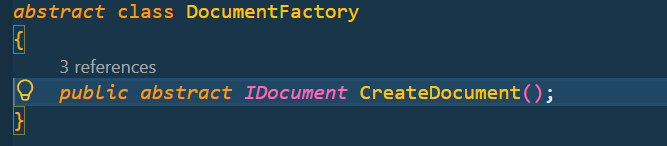 abstract class DocumentFactory
{
3 references
public abstract IDocument CreateDocument();
}